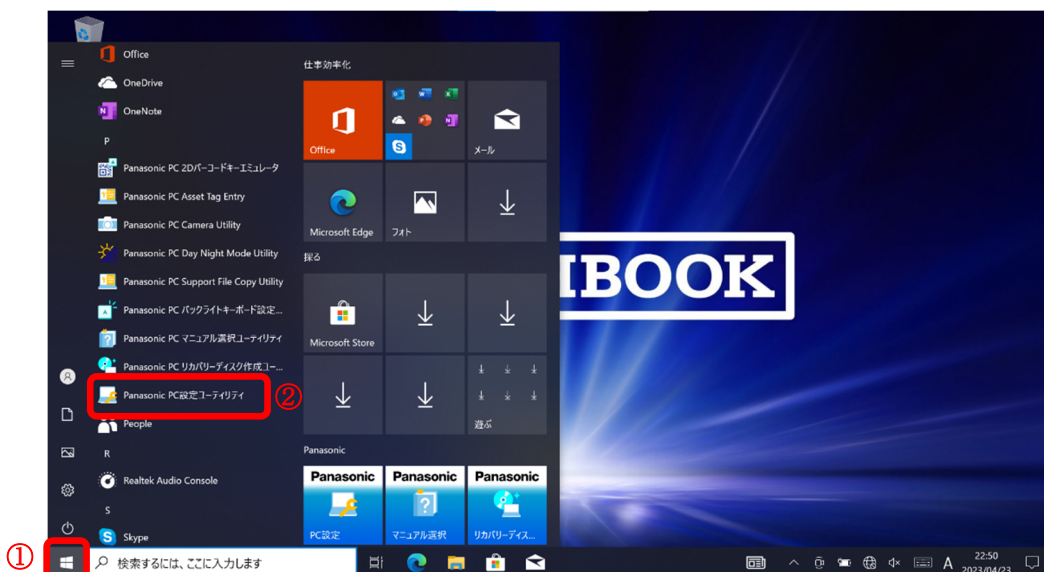 Office
OneDrive
OneNote
P
Panasonic PC 2Dバーコードキーエミュレータ
Panasonic PC Asset Tag Entry
Panasonic PC Camera Utility
Panasonic PC Day Night Mode Utility
Panasonic PC Support File Copy Utility
Panasonic PC バックライトキーボード設定...
Panasonic PC マニュアル選択ユーティリティ
Panasonic PC リカバリーディスク作成ユー...
Panasonic PC設定ユーティリティ
②
People
R
Realtek Audio Console
S
Skype
仕事効率化
Office
メール
Microsoft Edge
フォト
探る
Microsoft Store
遊ぶ
Panasonic
Panasonic
Panasonic
Panasonic
PC設定
マニュアル選択
リカバリーディス...
IBOOK
①
検索するには、ここに入力します
A
22:50
2023/04/23